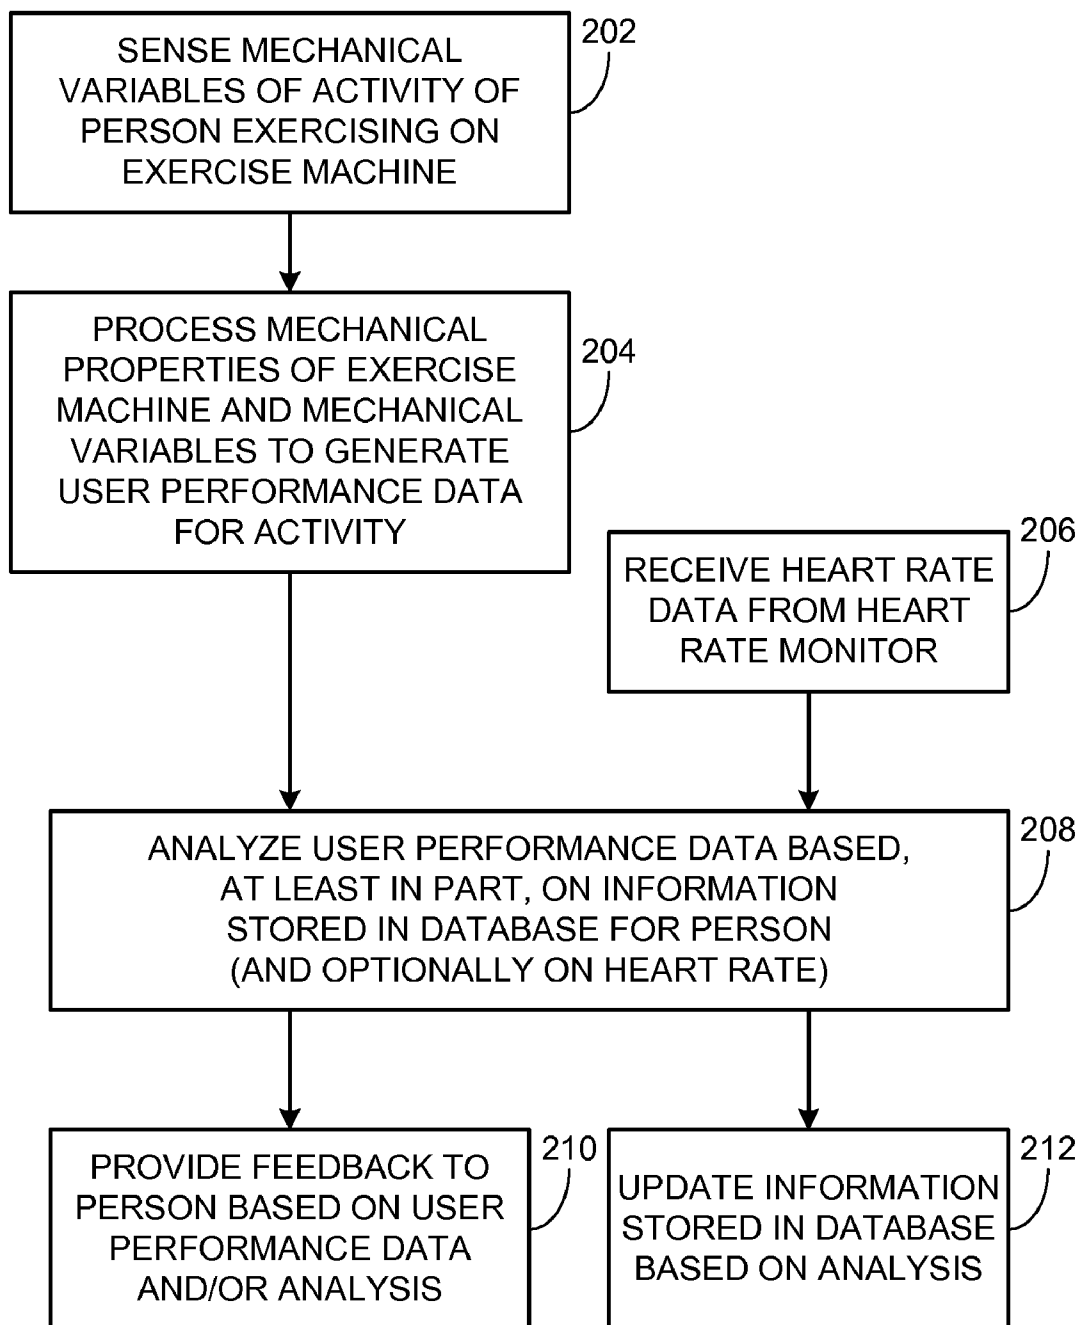 202
SENSE MECHANICAL
VARIABLES OF ACTIVITY OF
PERSON EXERCISING ON
EXERCISE MACHINE
204
PROCESS MECHANICAL
PROPERTIES OF EXERCISE
MACHINE AND MECHANICAL
VARIABLES TO GENERATE
USER PERFORMANCE DATA
FOR ACTIVITY
206
RECEIVE HEART RATE
DATA FROM HEART
RATE MONITOR
208
ANALYZE USER PERFORMANCE DATA BASED,
AT LEAST IN PART, ON INFORMATION
STORED IN DATABASE FOR PERSON
(AND OPTIONALLY ON HEART RATE)
210
PROVIDE FEEDBACK TO
PERSON BASED ON USER
PERFORMANCE DATA
AND/OR ANALYSIS
212
UPDATE INFORMATION
STORED IN DATABASE
BASED ON ANALYSIS